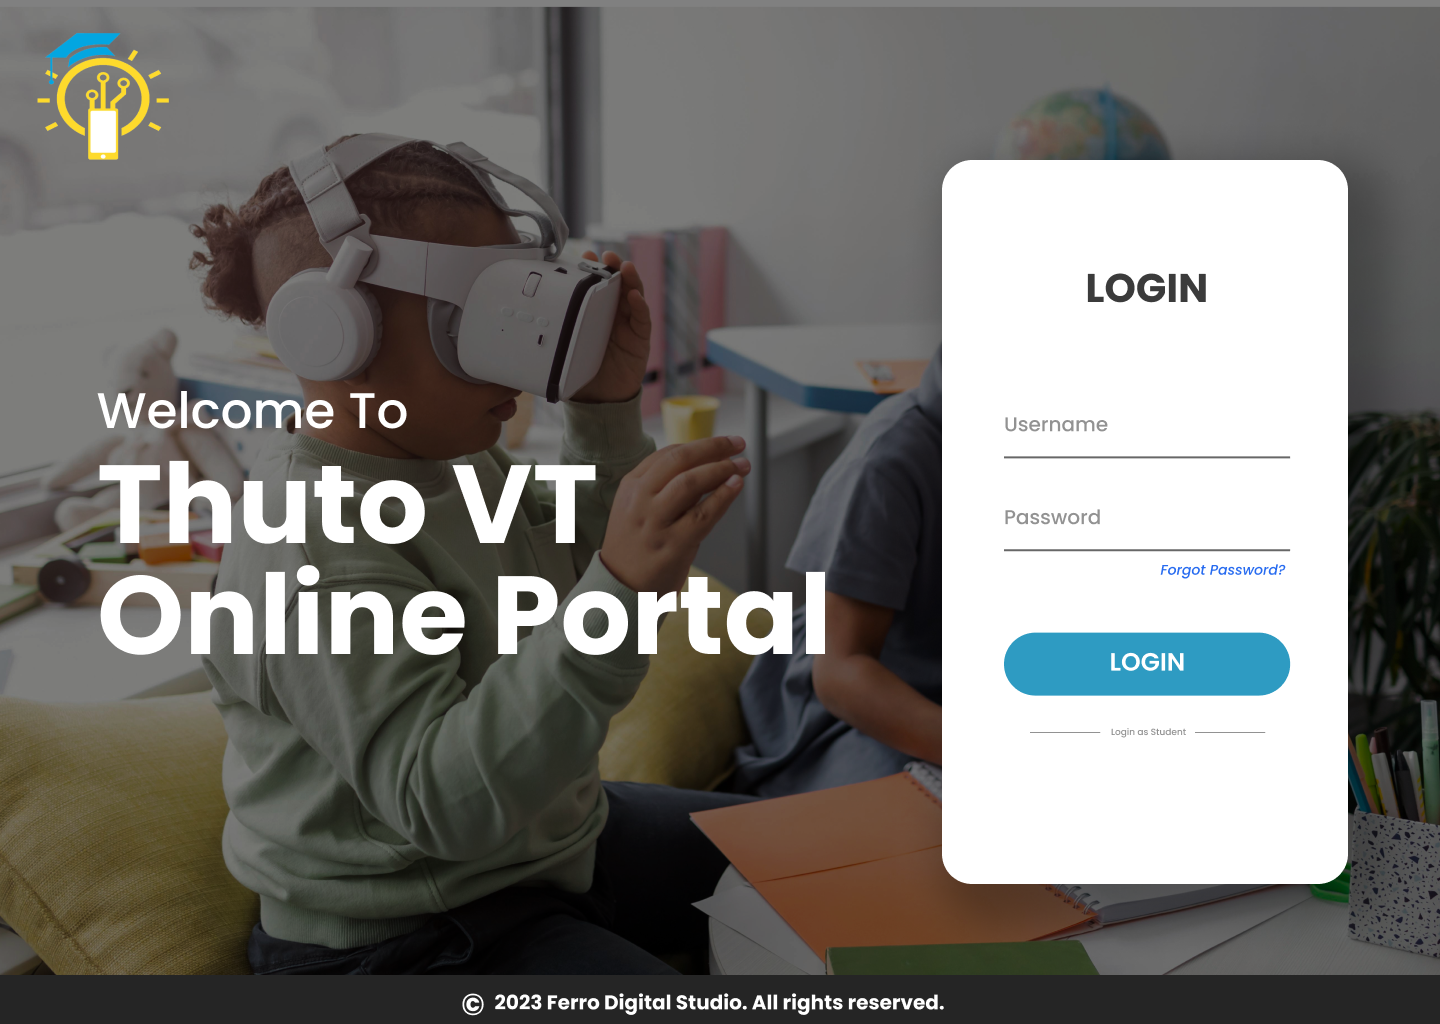 Welcome To
Thuto VT
Online Portal
LOGIN
Username
Password
Forgot Password?
LOGIN
Login as Student
© 2023 Ferro Digital Studio. All rights reserved.